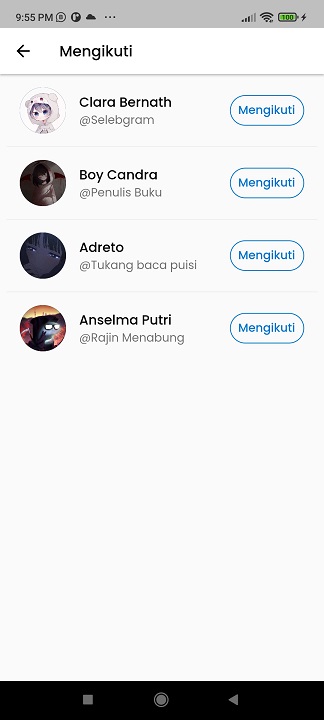 9:55 PM
100
Mengikuti
Clara Bernath
@Selebgram
Mengikuti
Boy Candra
@Penulis Buku
Mengikuti
Adreto
@Tukang baca puisi
Mengikuti
Anselma Putri
@Rajin Menabung
Mengikuti